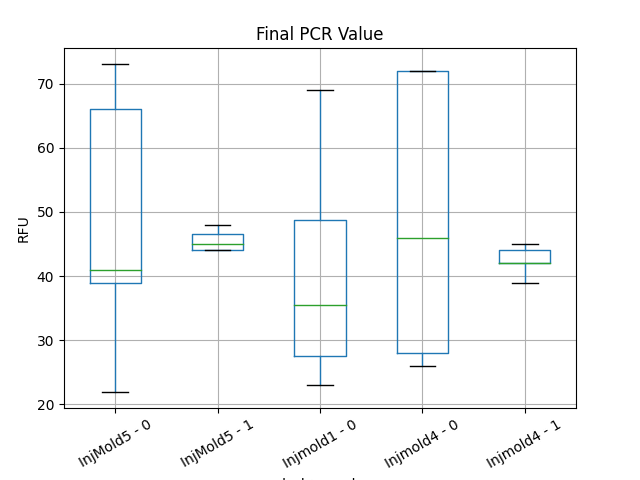 Final PCR Value
RFU
70
60
50
40
30
20
InjMold5 - 0
InjMold5 - 1
Injmold1 - 0
Injmold4 - 0
Injmold4 - 1